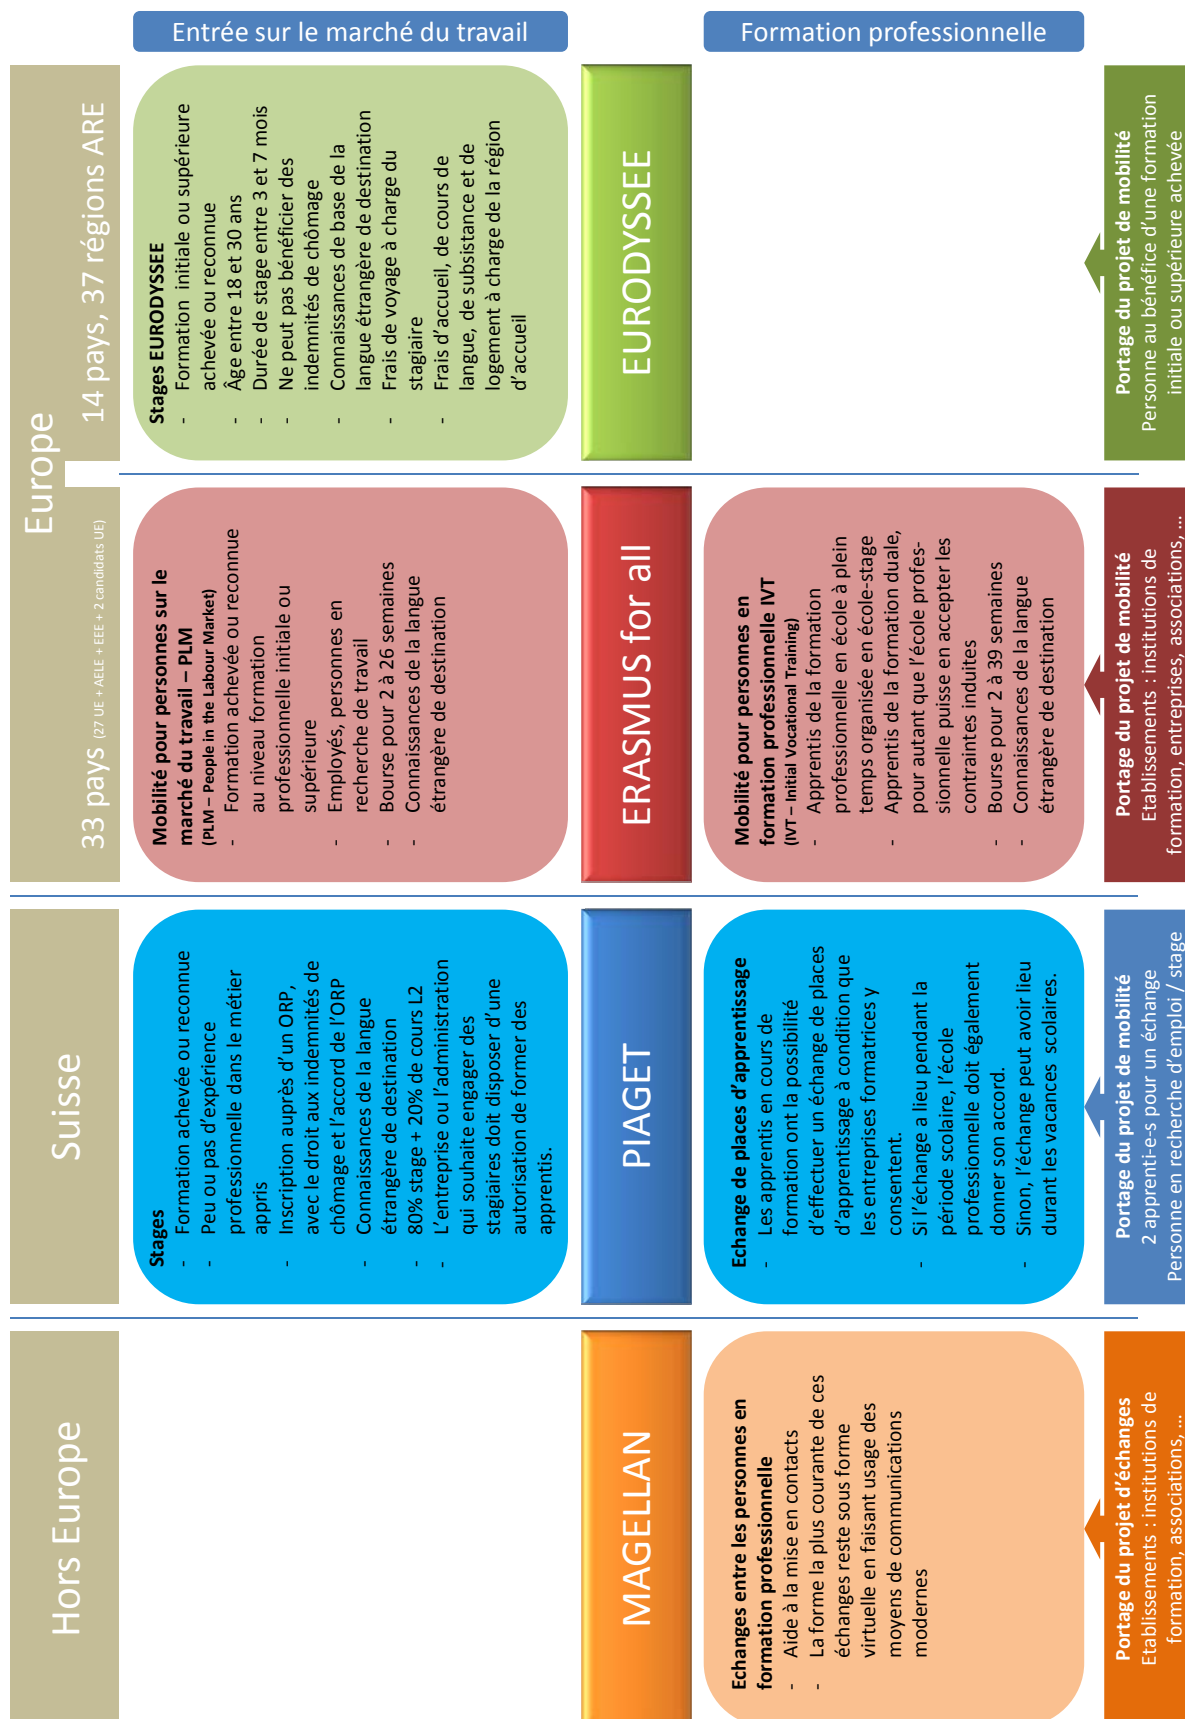 Entrée sur le marché du travail
Formation professionnelle
Hors Europe
Suisse
Europe
33 pays (27 UE + AELE + EEE + 2 candidats UE)
14 pays, 37 régions ARE
Stages
- Formation achevée ou reconnue
- Peu ou pas d'expérience
professionnelle dans le métier
appris
- Inscription auprès d'un ORP,
avec le droit aux indemnités de
chômage et l'accord de l'ORP
- Connaissances de la langue
étrangère de destination
- 80% stage + 20% de cours L2
- L'entreprise ou l'administration
qui souhaite engager des
stagiaires doit disposer d'une
autorisation de former des
apprentis.
Mobilité pour personnes sur le
marché du travail – PLM
(PLM – People in the Labour Market)
- Formation achevée ou reconnue
au niveau formation
professionnelle initiale ou
supérieure
- Employés, personnes en
recherche de travail
- Bourse pour 2 à 26 semaines
- Connaissances de la langue
étrangère de destination
Stages EURODYSSEE
- Formation initiale ou supérieure
achevée ou reconnue
- Âge entre 18 et 30 ans
- Durée de stage entre 3 et 7 mois
- Ne peut pas bénéficier des
indemnités de chômage
- Connaissances de base de la
langue étrangère de destination
- Frais de voyage à charge du
stagiaire
- Frais d'accueil, de cours de
langue, de subsistance et de
logement à charge de la région
d'accueil
MAGELLAN
PIAGET
ERASMUS for all
EURODYSSEE
Echanges entre les personnes en
formation professionnelle
- Aide à la mise en contacts
- La forme la plus courante de ces
échanges reste sous forme
virtuelle en faisant usage des
moyens de communications
modernes
Echange de places d'apprentissage
- Les apprentis en cours de
formation ont la possibilité
d'effectuer un échange de places
d'apprentissage à condition que
les entreprises formatrices y
consentent.
- Si l'échange a lieu pendant la
période scolaire, l'école
professionnelle doit également
donner son accord.
- Sinon, l'échange peut avoir lieu
durant les vacances scolaires.
Mobilité pour personnes en
formation professionnelle IVT
(IVT – Initial Vocational Training)
- Apprentis de la formation
professionnelle en école à plein
temps organisée en école-stage
- Apprentis de la formation duale,
pour autant que l'école profes-
sionnelle puisse en accepter les
contraintes induites
- Bourse pour 2 à 39 semaines
- Connaissances de la langue
étrangère de destination
Portage du projet d'échanges
Etablissements : institutions de
formation, associations, ...
Portage du projet de mobilité
2 apprenti-e-s pour un échange
Personne en recherche d'emploi / stage
Portage du projet de mobilité
Etablissements : institutions de
formation, entreprises, associations, ...
Portage du projet de mobilité
Personne au bénéfice d'une formation
initiale ou supérieure achevée